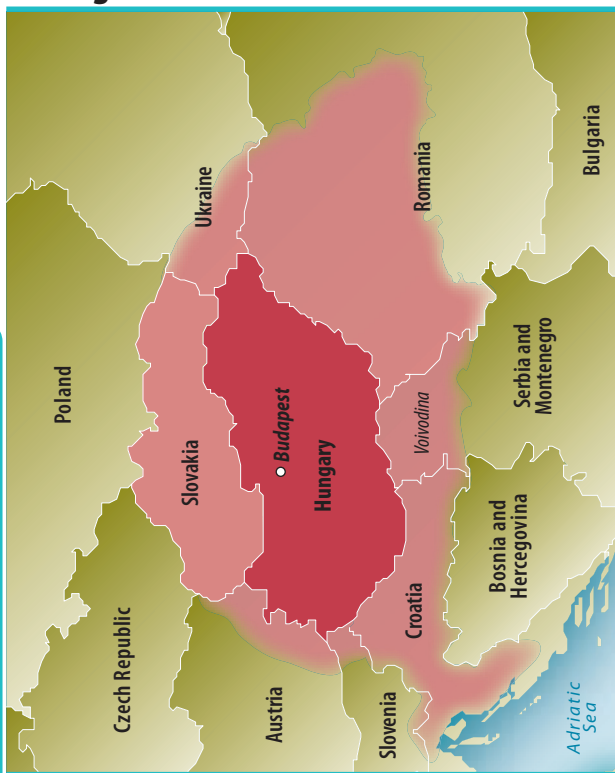 Poland
Czech Republic
Ukraine
Slovakia
Budapest
Hungary
Austria
Slovenia
Croatia
Voivodina
Romania
Bosnia and
Hercegovina
Serbia and
Montenegro
Bulgaria
Adriatic
Sea